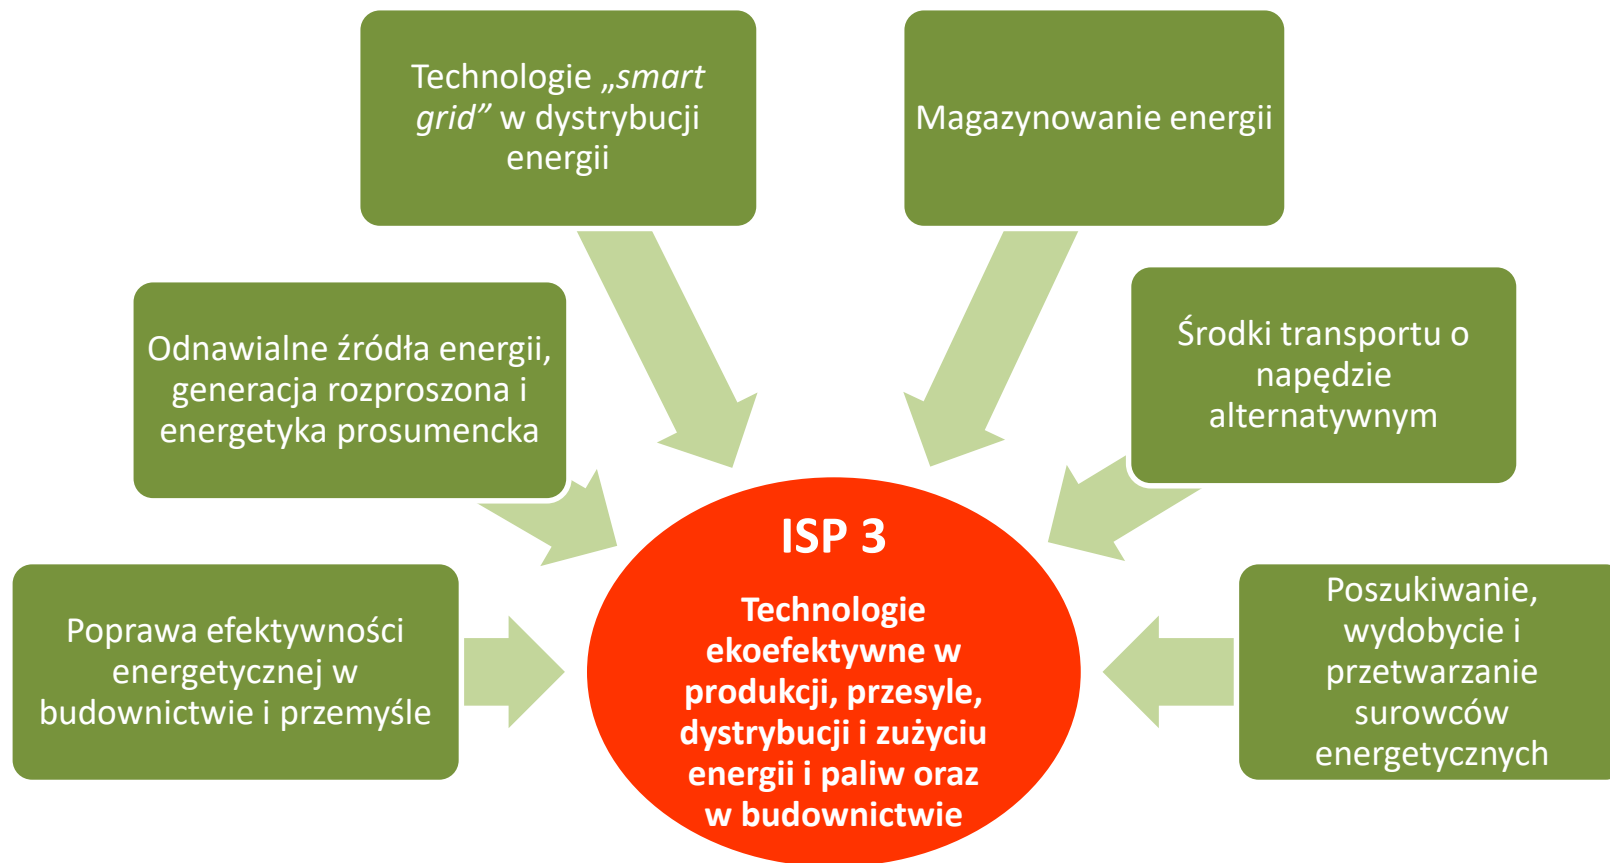 Technologie „smart
grid” w dystrybucji
energii
Magazynowanie energii
Odnawialne źródła energii,
generacja rozproszona i
energetyka prosumencka
Środki transportu o
napędzie
alternatywnym
Poprawa efektywności
energetycznej w
budownictwie i przemyśle
ISP 3
Technologie
ekoefektywne w
produkcji, przesyle,
dystrybucji i zużyciu
energii i paliw oraz
w budownictwie
Poszukiwanie,
wydobycie i
przetwarzanie
surowców
energetycznych